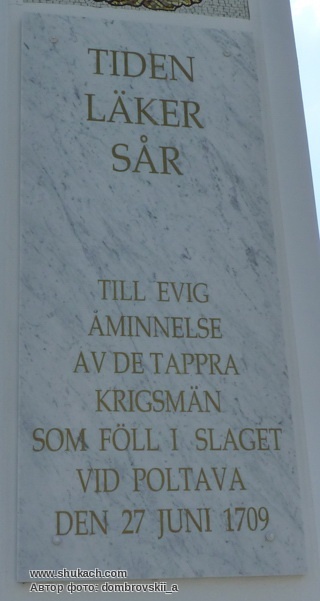 TIDEN
LÄKER
SÅR
TILL EVIG
ÅMINNELSE
AV DE TAPPRA
KRIGSMÄN
SOM FÖLL I SLAGET
VID POLTAVA
DEN 27 JUNI 1709
www.shukach.com
Автор фото: dombrovskii_a